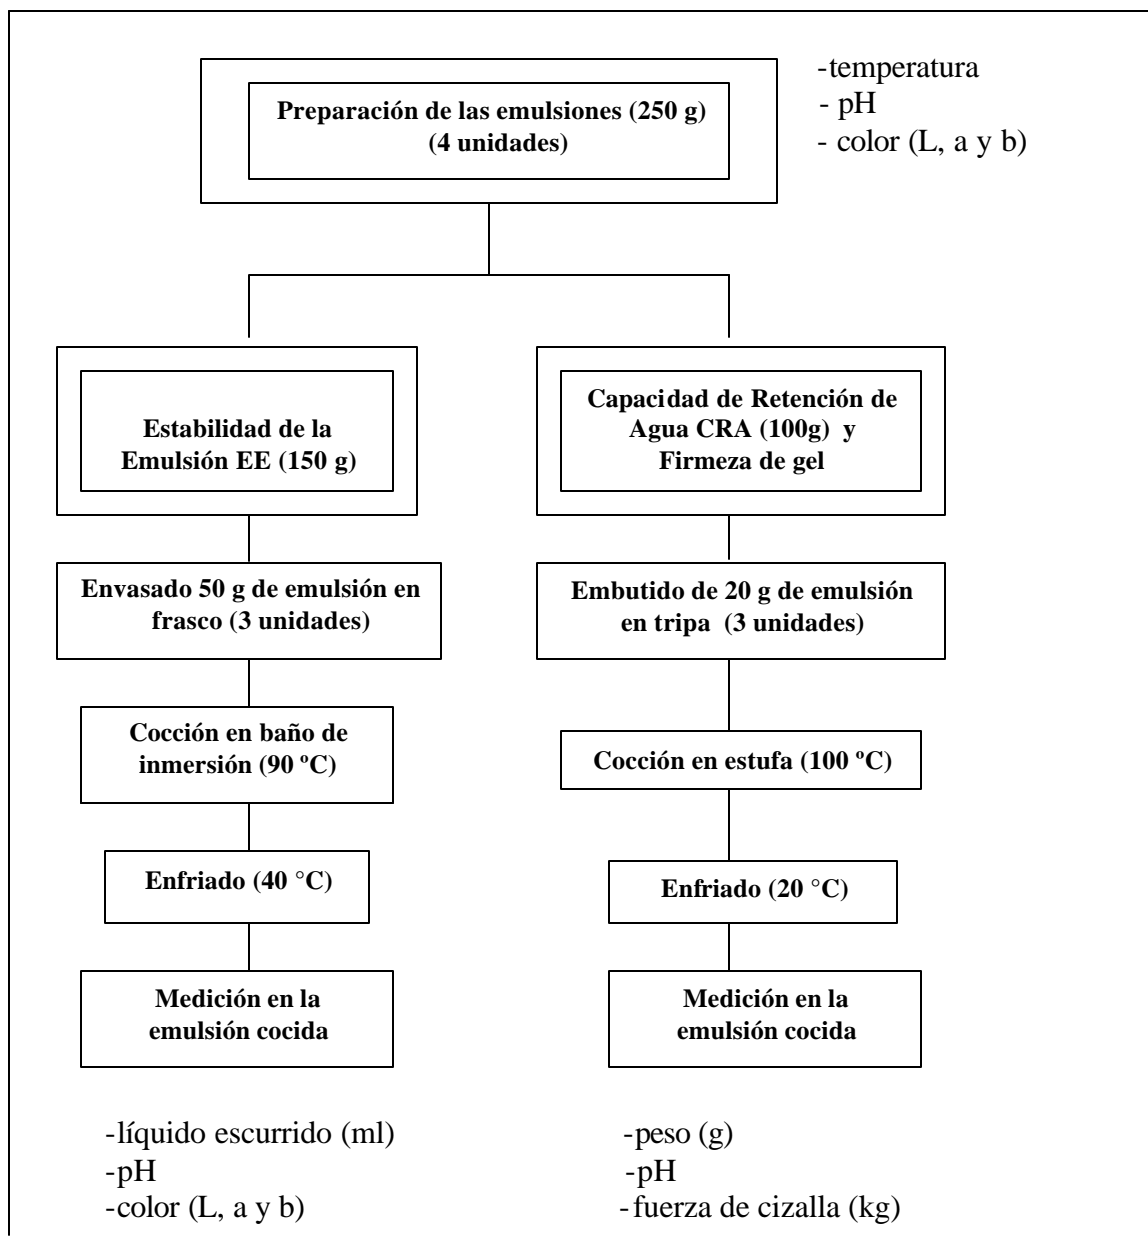 Preparación de las emulsiones (250 g)
(4 unidades)
-temperatura
- pH
- color (L, a y b)
Estabilidad de la
Emulsión EE (150 g)
Capacidad de Retención de
Agua CRA (100g) y
Firmeza de gel
Envasado 50 g de emulsión en
frasco (3 unidades)
Embutido de 20 g de emulsión
en tripa (3 unidades)
Cocción en baño de
inmersión (90 ºC)
Cocción en estufa (100 ºC)
Enfriado (40 °C)
Enfriado (20 °C)
Medición en la
emulsión cocida
Medición en la
emulsión cocida
-líquido escurrido (ml)
-pH
-color (L, a y b)
-peso (g)
-pH
-fuerza de cizalla (kg)